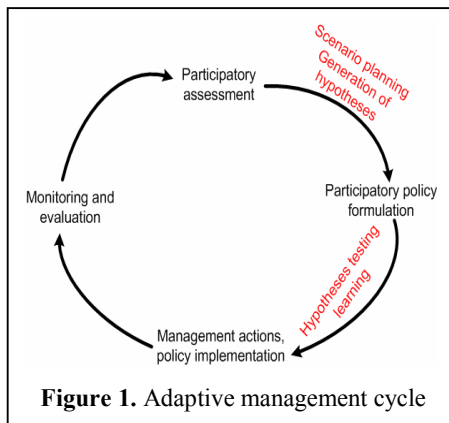 Participatory
assessment
Scenario planning
Generation of
hypotheses
Participatory policy
formulation
Hypotheses testing
learning
Management actions,
policy implementation
Monitoring and
evaluation
Figure 1. Adaptive management cycle